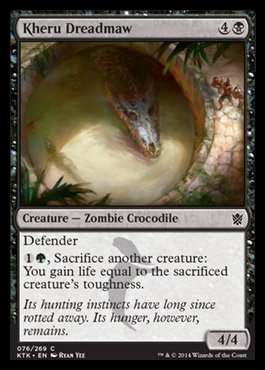 Kheru Dreadmaw 4
Creature — Zombie Crocodile
Defender
1, Sacrifice another creature:
You gain life equal to the sacrificed
creature's toughness.
Its hunting instincts have long since
rotted away. Its hunger, however,
remains.
4/4
076/269 C
KTK • EN RYAN YEE
™ & © 2014 Wizards of the Coast